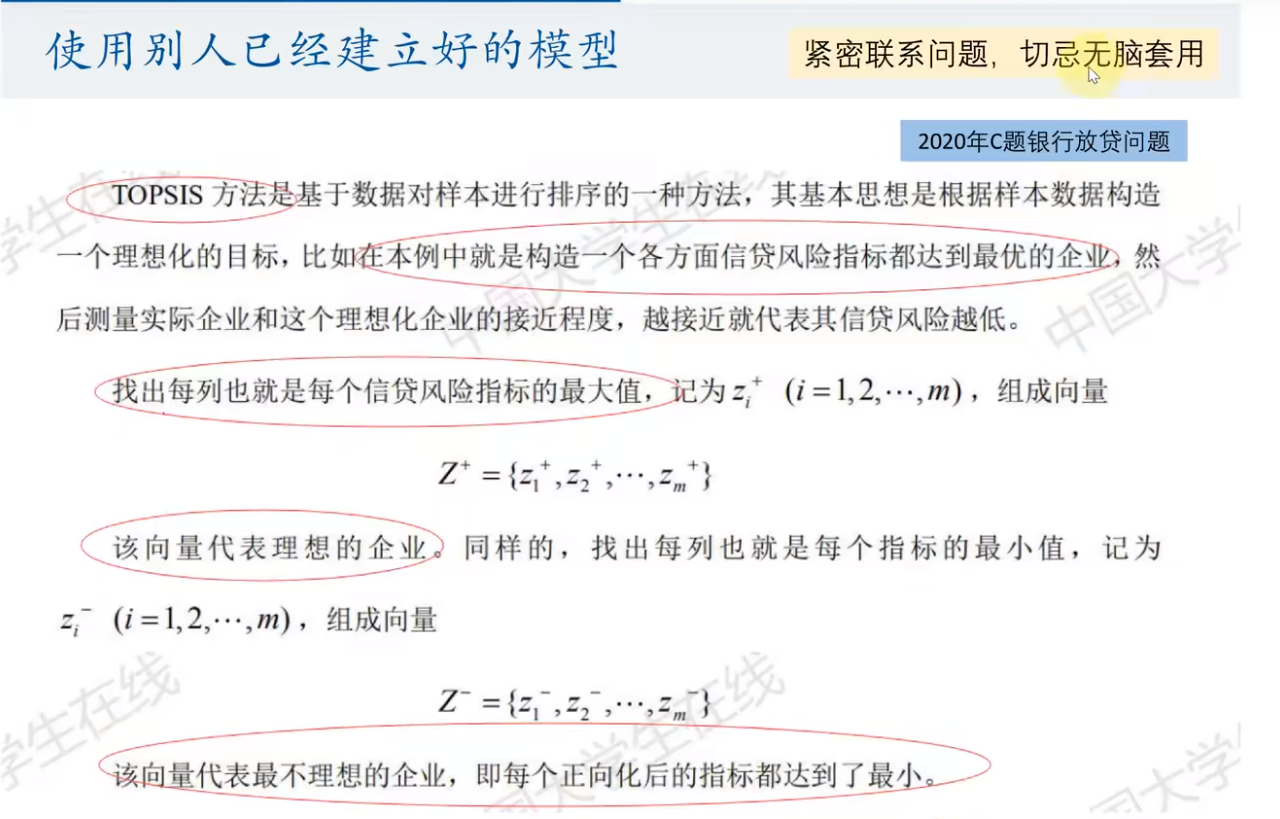 使用别人已经建立好的模型
紧密联系问题，切忌无脑套用
2020年C题银行放贷问题
TOPSIS 方法是基于数据对样本进行排序的一种方法，其基本思想是根据样本数据构造
一个理想化的目标，比如在本例中就是构造一个各方面信贷风险指标都达到最优的企业，然
后测量实际企业和这个理想化企业的接近程度，越接近就代表其信贷风险越低。
找出每列也就是每个信贷风险指标的最大值，记为 z_i^+ (i=1,2,⋯,m)，组成向量
Z^+ = {z_1^+, z_2^+, ⋯, z_m^+}
该向量代表理想的企业。同样的，找出每列也就是每个指标的最小值，记为
z_i^- (i=1,2,⋯,m)，组成向量
Z^- = {z_1^-, z_2^-, ⋯, z_m^-}
该向量代表最不理想的企业，即每个正向化后的指标都达到了最小。
学生在线
中国大学生在线
中国大学
学生在线
学生在线
中国大学